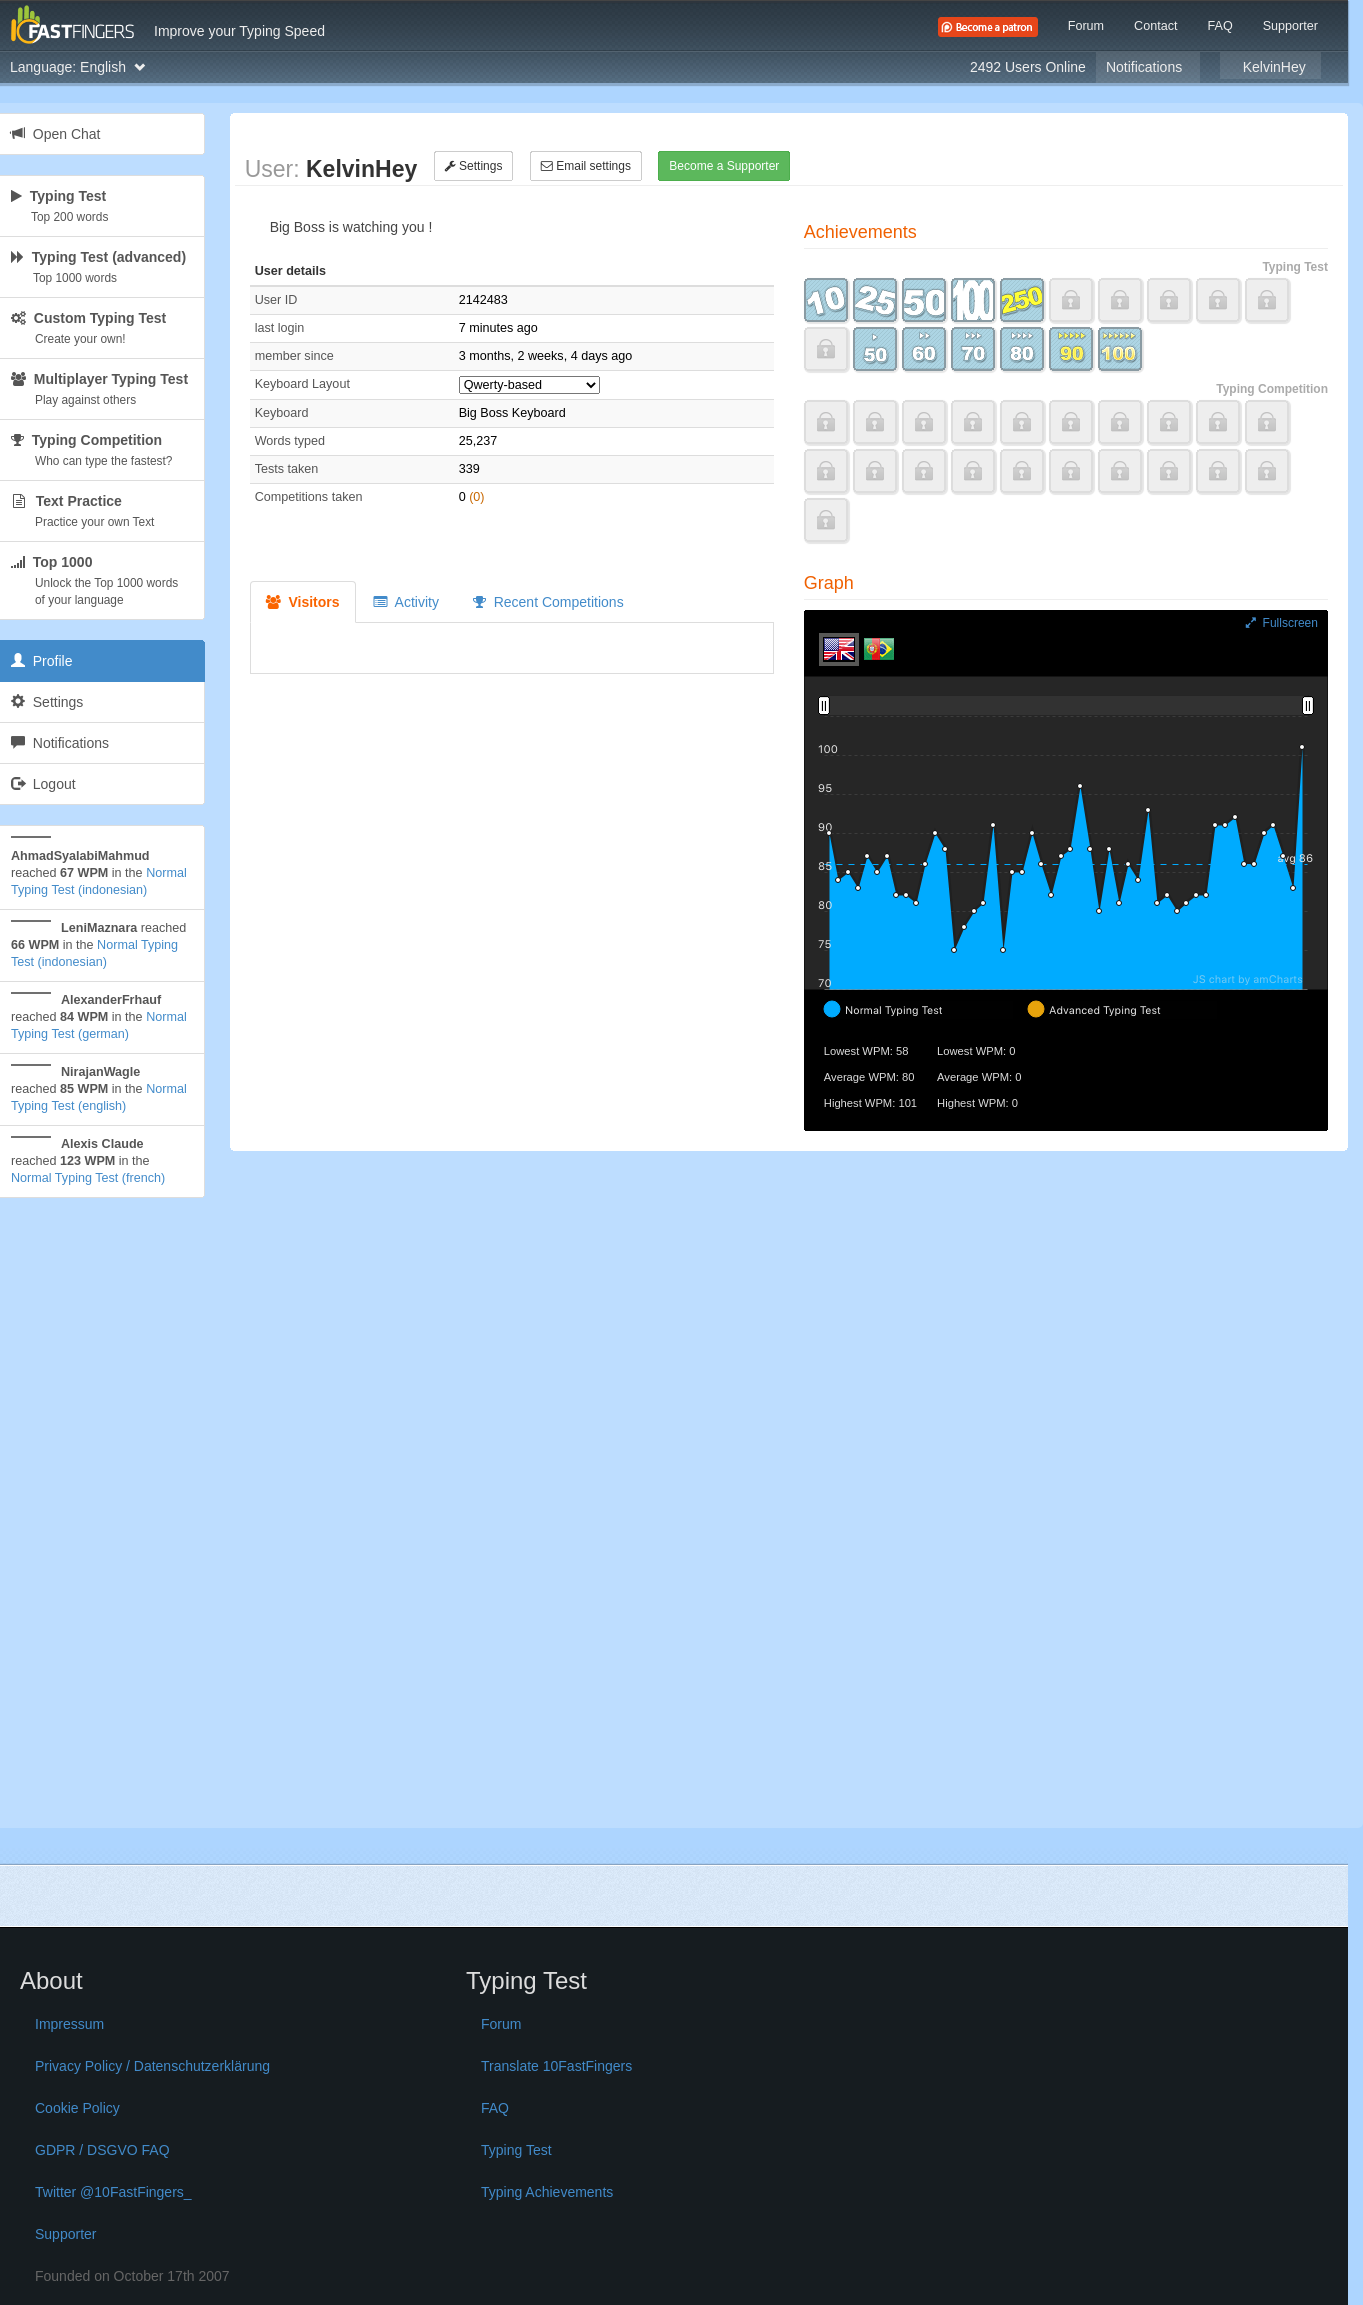 10FASTFINGERS
Improve your Typing Speed
Become a patron
Forum
Contact
FAQ
Supporter
Language: English
2492 Users Online
Notifications
KelvinHey
Open Chat
Typing Test
Top 200 words
Typing Test (advanced)
Top 1000 words
Custom Typing Test
Create your own!
Multiplayer Typing Test
Play against others
Typing Competition
Who can type the fastest?
Text Practice
Practice your own Text
Top 1000
Unlock the Top 1000 words
of your language
Profile
Settings
Notifications
Logout
AhmadSyalabiMahmud
reached 67 WPM in the Normal
Typing Test (indonesian)
LeniMaznara reached
66 WPM in the Normal Typing
Test (indonesian)
AlexanderFrhauf
reached 84 WPM in the Normal
Typing Test (german)
NirajanWagle
reached 85 WPM in the Normal
Typing Test (english)
Alexis Claude
reached 123 WPM in the
Normal Typing Test (french)
User: KelvinHey
Settings
Email settings
Become a Supporter
Big Boss is watching you !
User details
User ID 2142483
last login 7 minutes ago
member since 3 months, 2 weeks, 4 days ago
Keyboard Layout Qwerty-based
Keyboard Big Boss Keyboard
Words typed 25,237
Tests taken 339
Competitions taken 0 (0)
Visitors
Activity
Recent Competitions
Achievements
Typing Test
10 25 50 100 250
50 60 70 80 90 100
Typing Competition
Graph
Fullscreen
100
95
90
85
80
75
70
avg 86
JS chart by amCharts
Normal Typing Test
Advanced Typing Test
Lowest WPM: 58 Lowest WPM: 0
Average WPM: 80 Average WPM: 0
Highest WPM: 101 Highest WPM: 0
About
Impressum
Privacy Policy / Datenschutzerklärung
Cookie Policy
GDPR / DSGVO FAQ
Twitter @10FastFingers_
Supporter
Founded on October 17th 2007
Typing Test
Forum
Translate 10FastFingers
FAQ
Typing Test
Typing Achievements